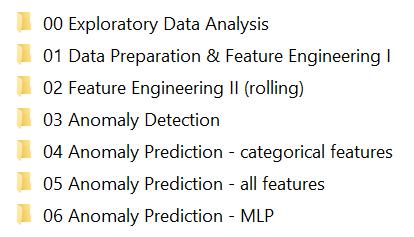 00 Exploratory Data Analysis
01 Data Preparation & Feature Engineering I
02 Feature Engineering II (rolling)
03 Anomaly Detection
04 Anomaly Prediction - categorical features
05 Anomaly Prediction - all features
06 Anomaly Prediction - MLP